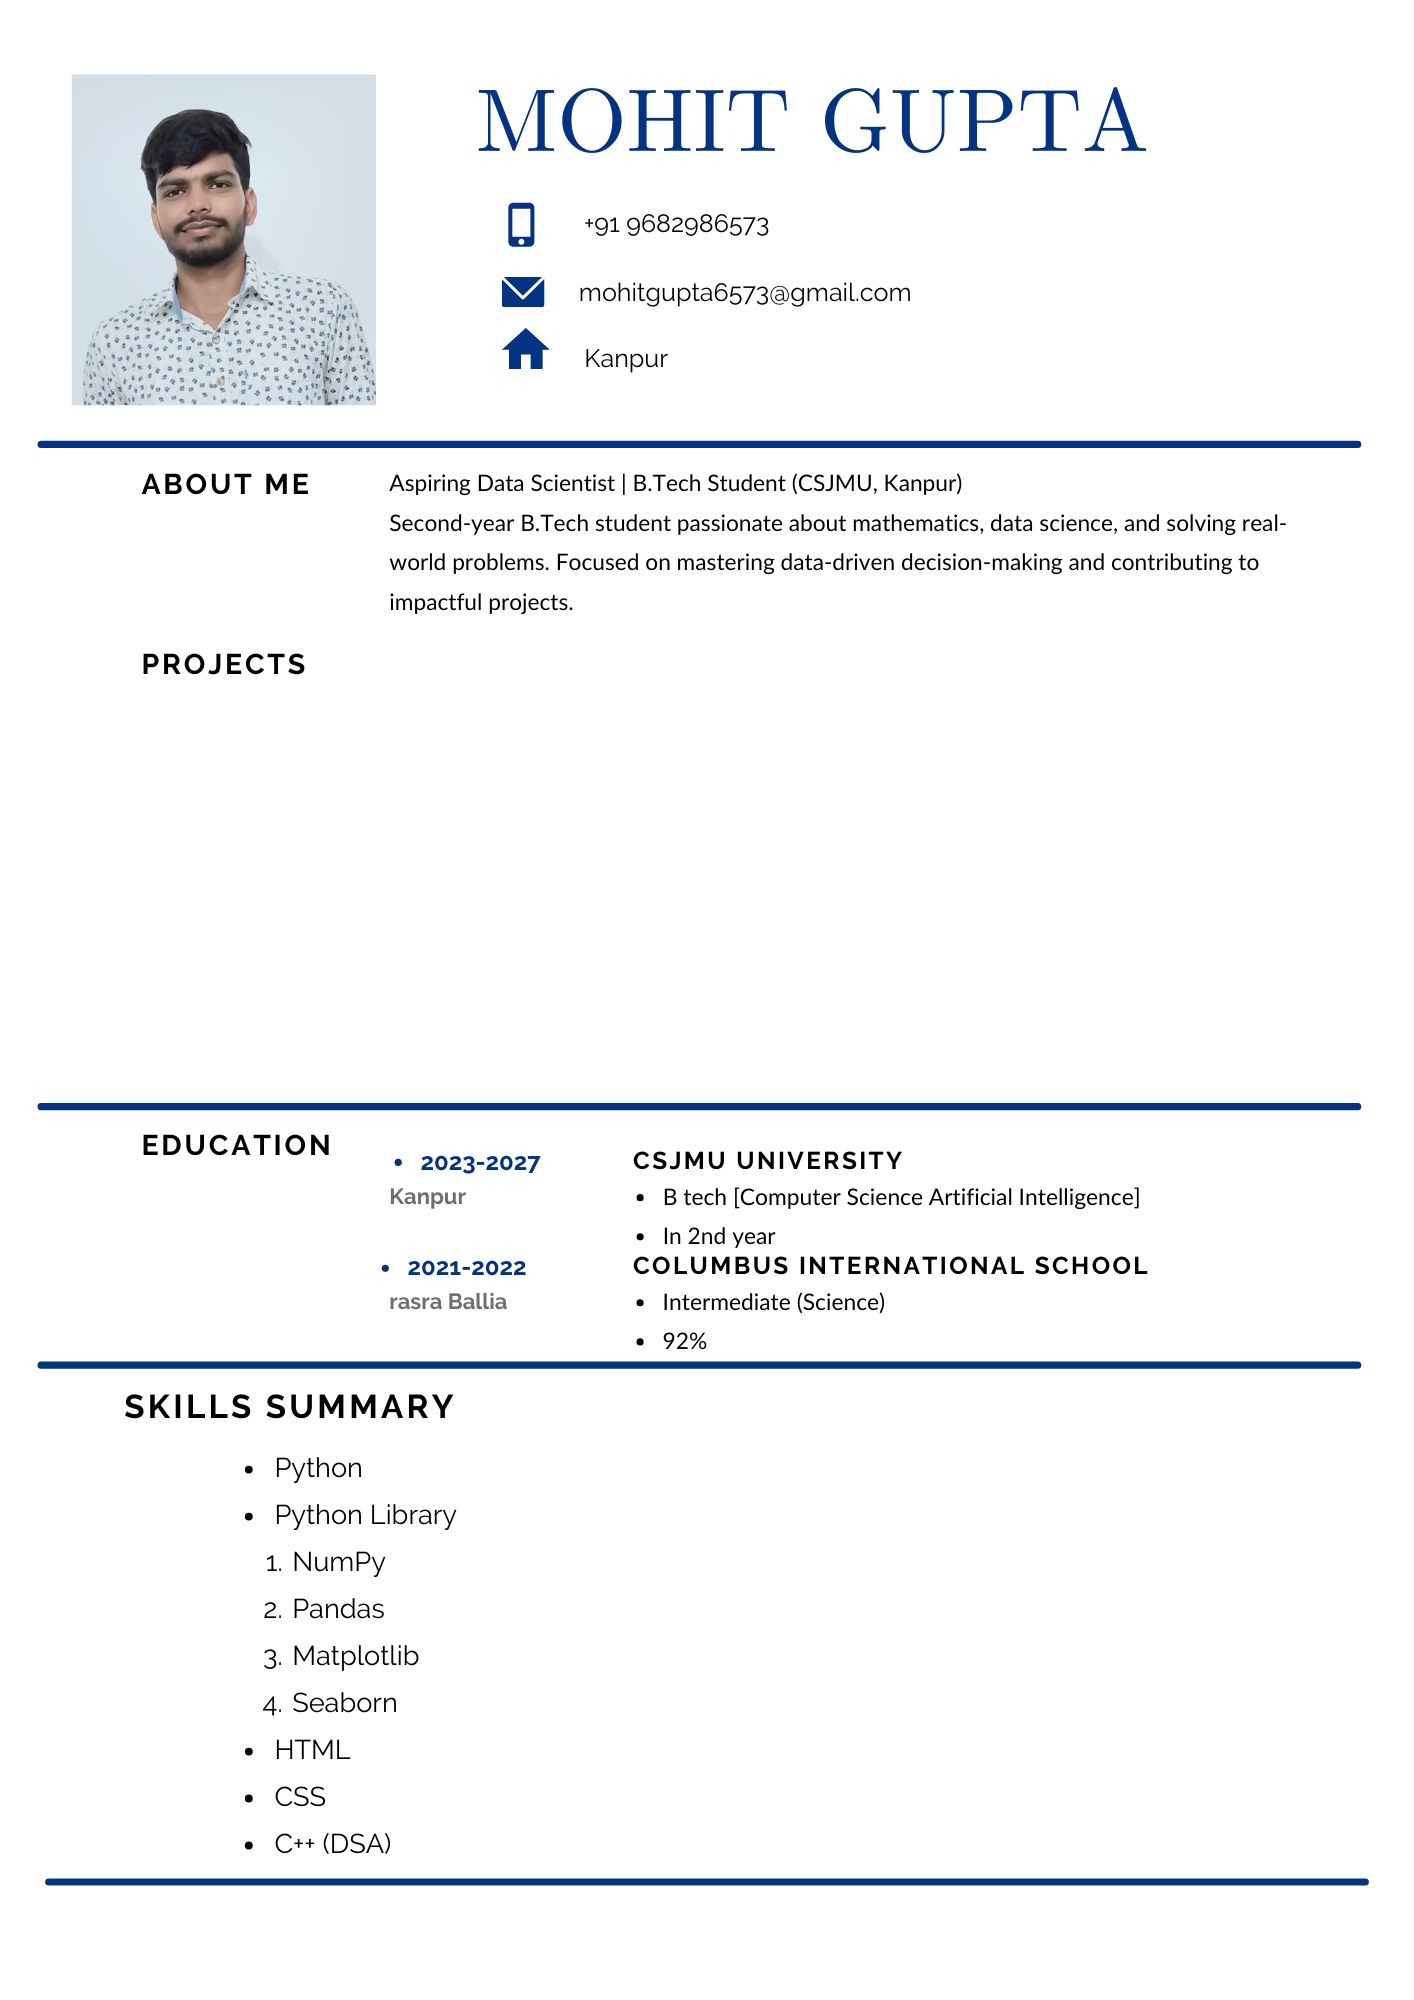 MOHIT GUPTA
+91 9682986573
mohitgupta6573@gmail.com
Kanpur
ABOUT ME
Aspiring Data Scientist | B.Tech Student (CSJMU, Kanpur)
Second-year B.Tech student passionate about mathematics, data science, and solving real-
world problems. Focused on mastering data-driven decision-making and contributing to
impactful projects.
PROJECTS
EDUCATION
• 2023-2027
Kanpur
CSJMU UNIVERSITY
• B tech [Computer Science Artificial Intelligence]
• In 2nd year
• 2021-2022
rasra Ballia
COLUMBUS INTERNATIONAL SCHOOL
• Intermediate (Science)
• 92%
SKILLS SUMMARY
• Python
• Python Library
1. NumPy
2. Pandas
3. Matplotlib
4. Seaborn
• HTML
• CSS
• C++ (DSA)